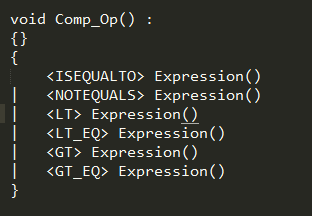 void Comp_Op() :
{}
{
    <ISEQUALTO> Expression()
|   <NOTEQUALS> Expression()
|   <LT> Expression()
|   <LT_EQ> Expression()
|   <GT> Expression()
|   <GT_EQ> Expression()
}